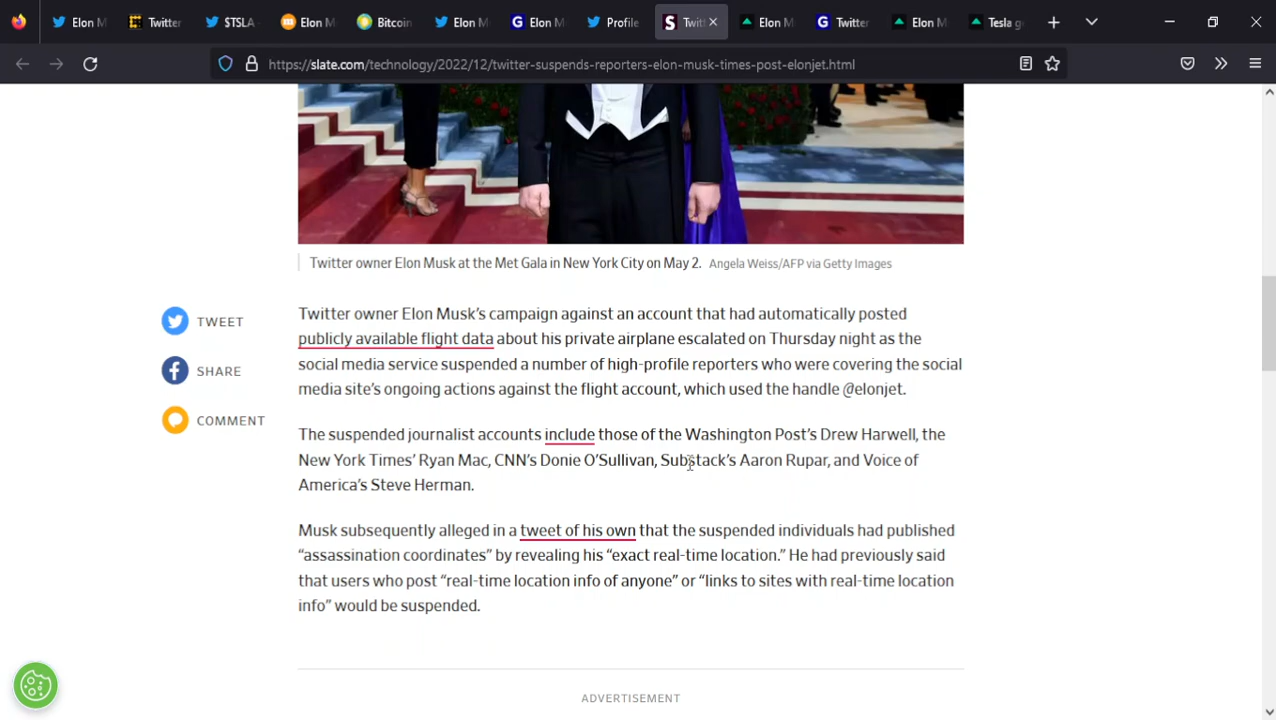 Elon M
Twitter
$TSLA
Elon M
Bitcoin
Elon M
G Elon M
Profile
S Twit
Elon M
G Twitter
Elon M
Tesla g
https://slate.com/technology/2022/12/twitter-suspends-reporters-elon-musk-times-post-elonjet.html
Twitter owner Elon Musk at the Met Gala in New York City on May 2. Angela Weiss/AFP via Getty Images
TWEET
SHARE
COMMENT
Twitter owner Elon Musk’s campaign against an account that had automatically posted
publicly available flight data about his private airplane escalated on Thursday night as the
social media service suspended a number of high-profile reporters who were covering the social
media site’s ongoing actions against the flight account, which used the handle @elonjet.
The suspended journalist accounts include those of the Washington Post’s Drew Harwell, the
New York Times’ Ryan Mac, CNN’s Donie O’Sullivan, Substack’s Aaron Rupar, and Voice of
America’s Steve Herman.
Musk subsequently alleged in a tweet of his own that the suspended individuals had published
“assassination coordinates” by revealing his “exact real-time location.” He had previously said
that users who post “real-time location info of anyone” or “links to sites with real-time location
info” would be suspended.
ADVERTISEMENT